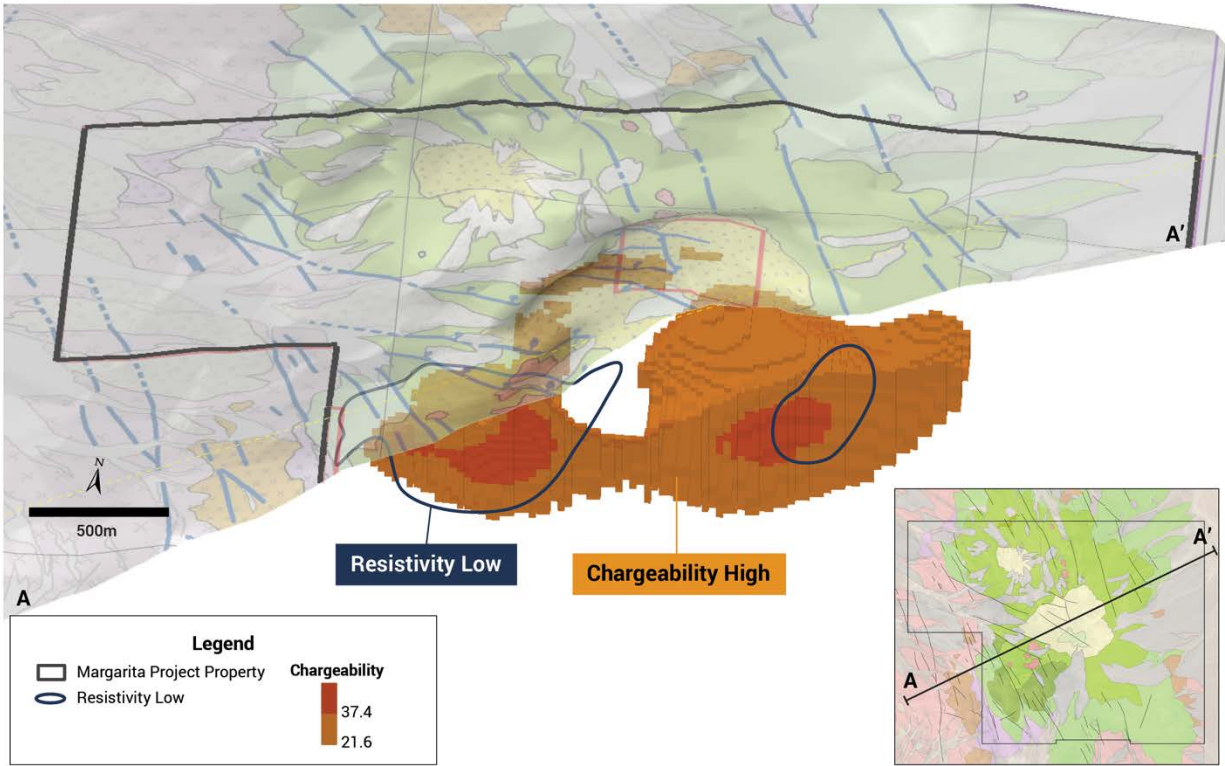 A'
N
500m
Resistivity Low
Chargeability High
A
A'
A
Legend
Margarita Project Property
Resistivity Low
Chargeability
37.4
21.6